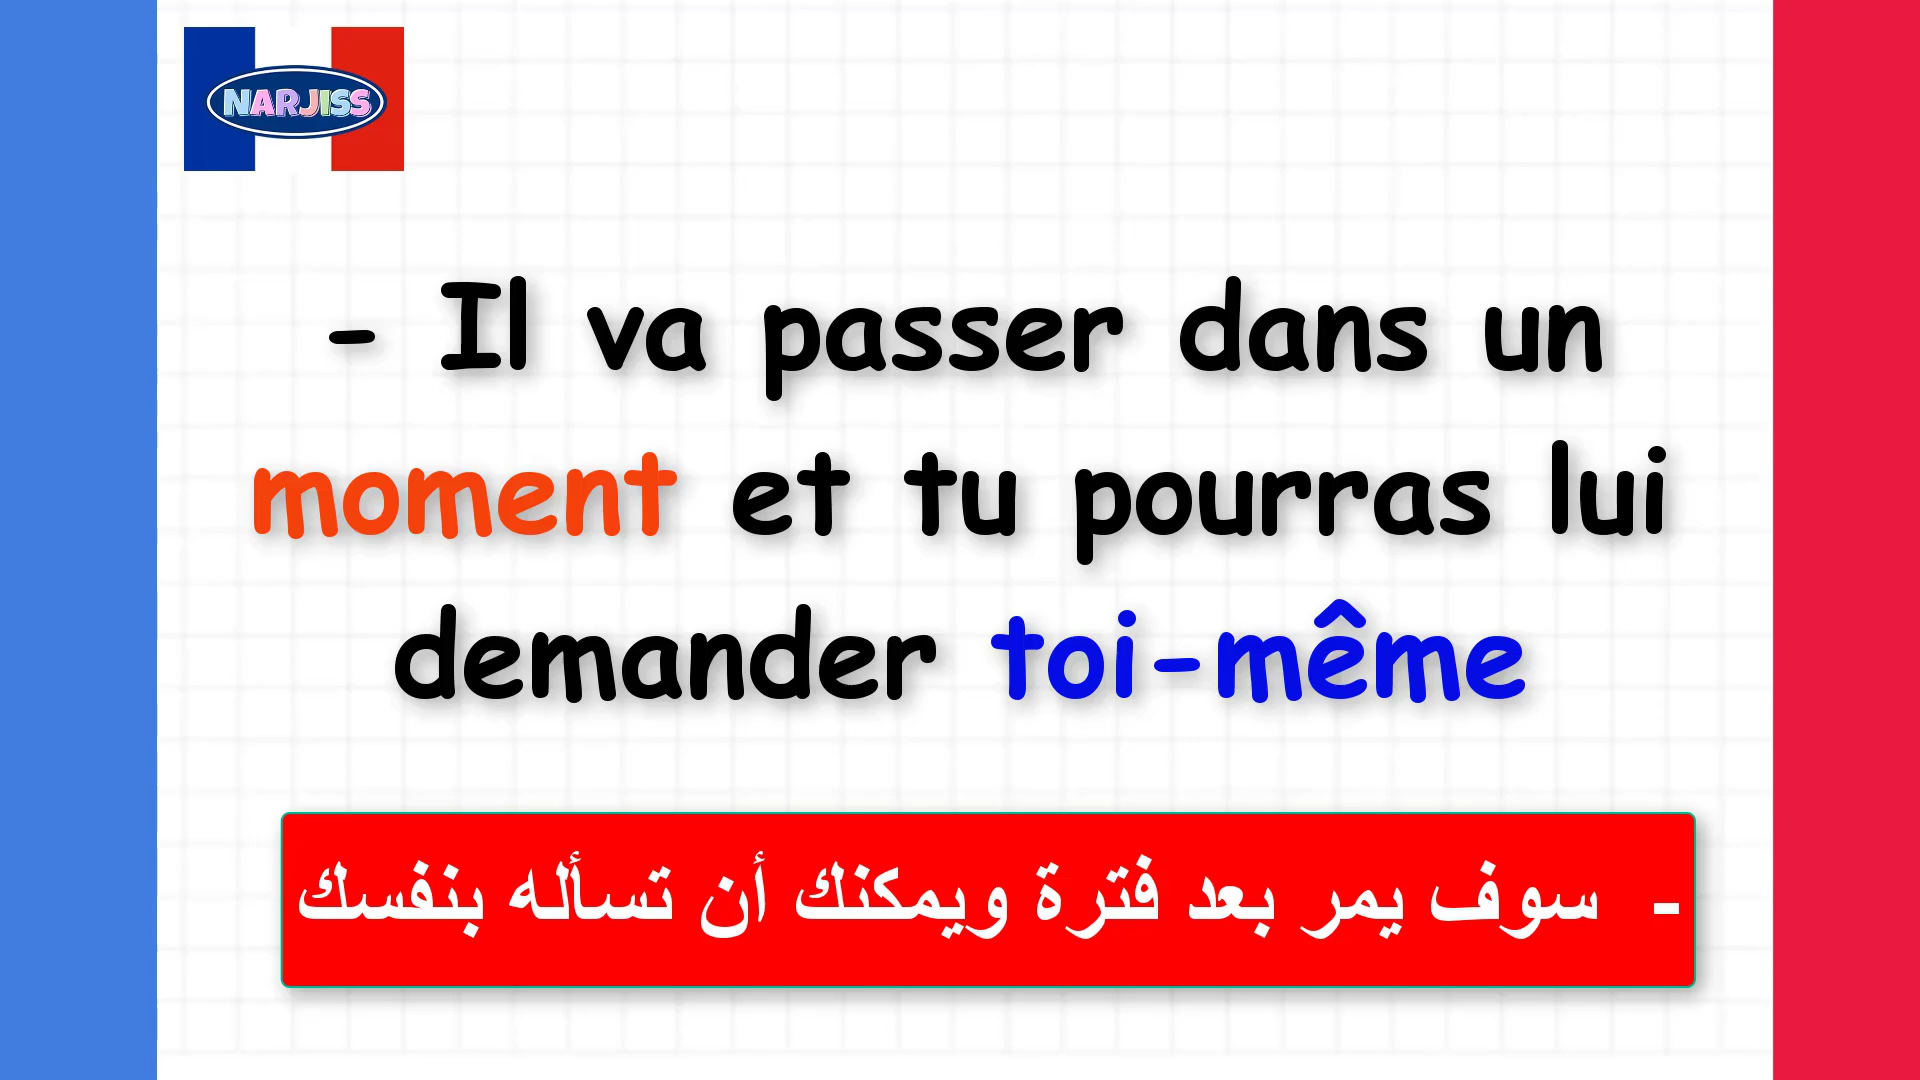 NARJISS
- Il va passer dans un
moment et tu pourras lui
demander toi-même
- سوف يمر بعد فترة ويمكنك أن تسأله بنفسك